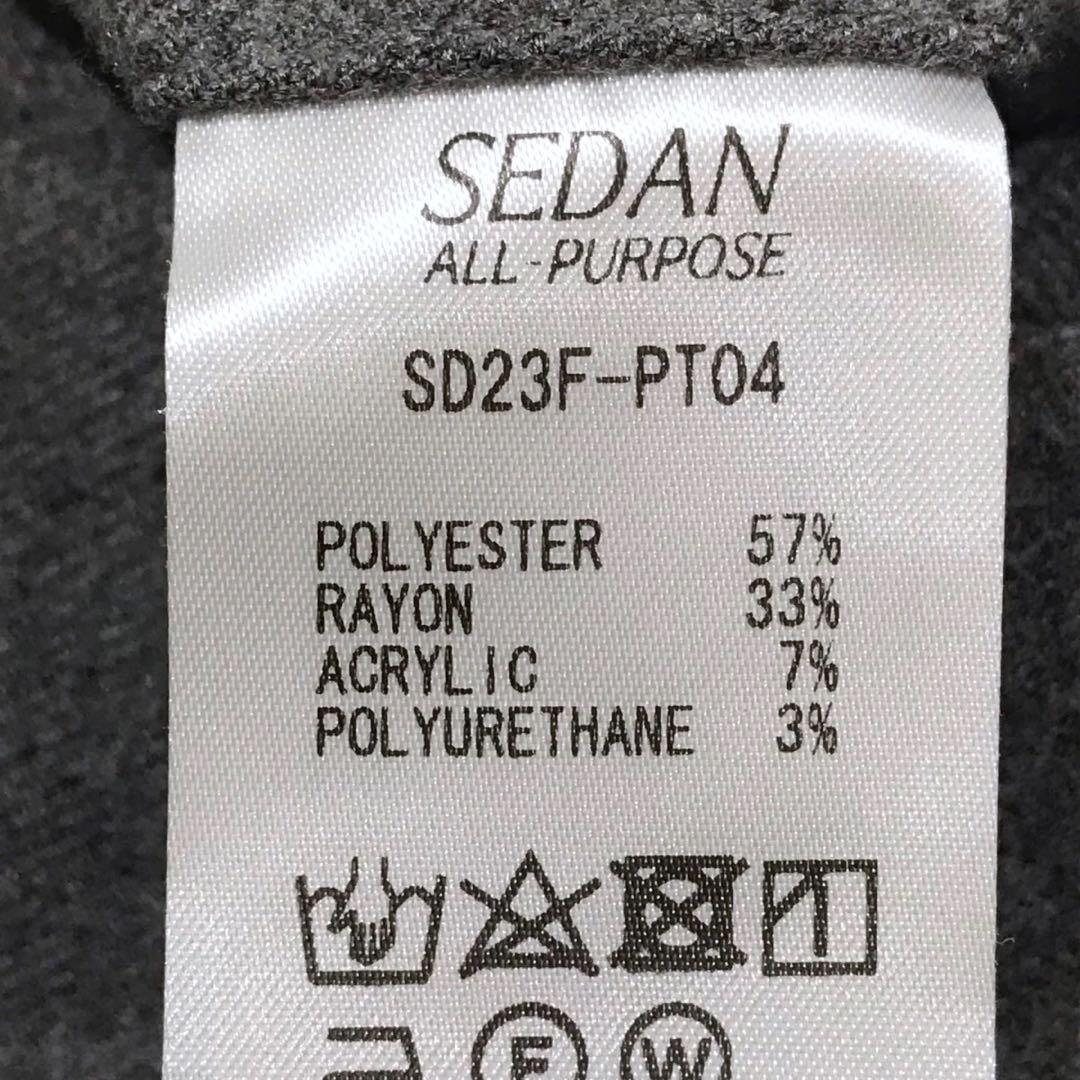 SEDAN
ALL-PURPOSE
SD23F-PT04
POLYESTER 57%
RAYON 33%
ACRYLIC 7%
POLYURETHANE 3%
F W